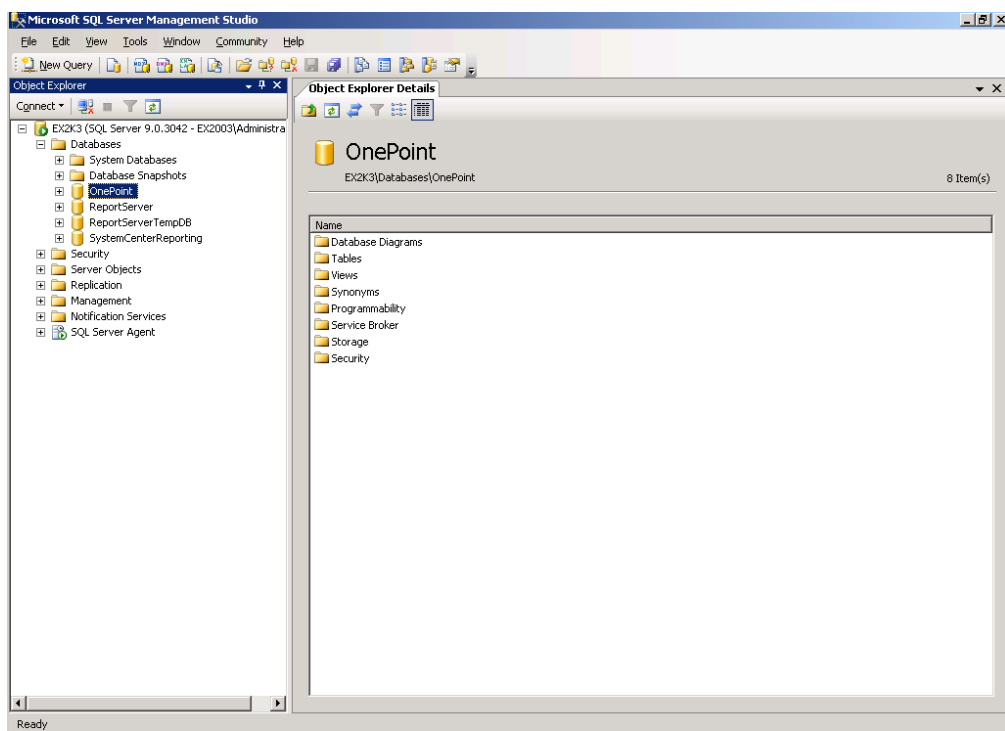 Microsoft SQL Server Management Studio
File Edit View Tools Window Community Help
New Query
Object Explorer
Connect
EX2K3 (SQL Server 9.0.3042 - EX2003\Administra
Databases
System Databases
Database Snapshots
OnePoint
ReportServer
ReportServerTempDB
SystemCenterReporting
Security
Server Objects
Replication
Management
Notification Services
SQL Server Agent
Object Explorer Details
OnePoint
EX2K3\Databases\OnePoint 8 Item(s)
Name
Database Diagrams
Tables
Views
Synonyms
Programmability
Service Broker
Storage
Security
Ready